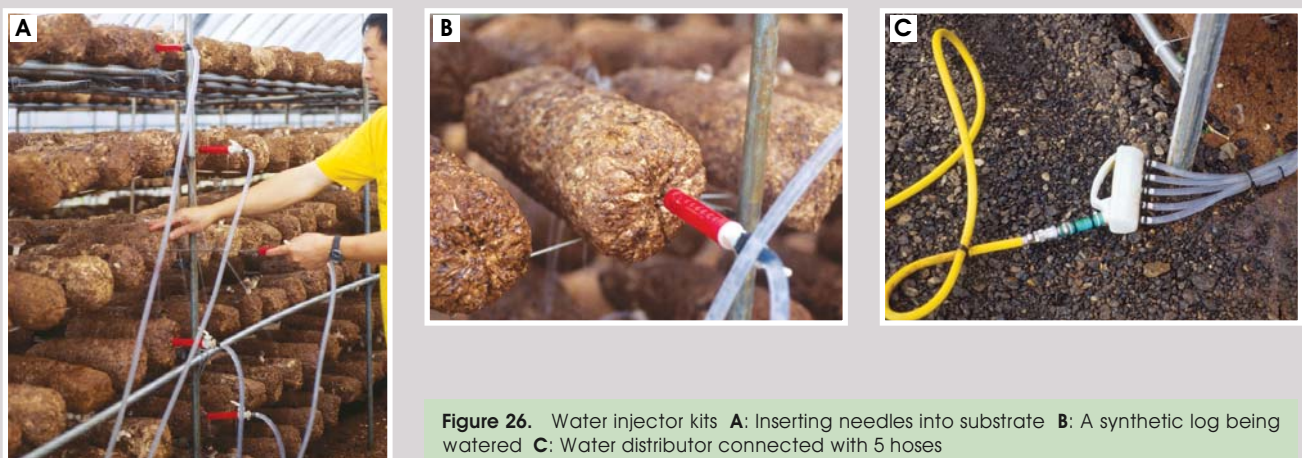 A
B
C
Figure 26. Water injector kits A: Inserting needles into substrate B: A synthetic log being
watered C: Water distributor connected with 5 hoses